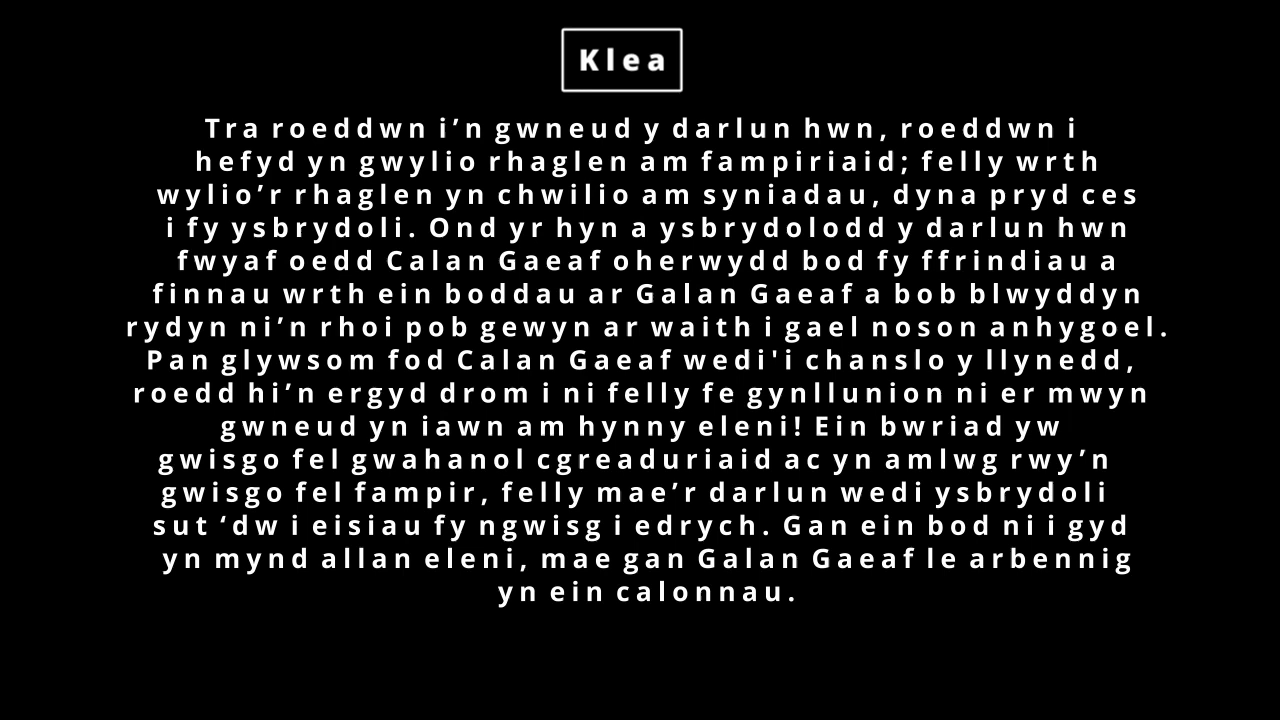 Klea
Tra roeddwn i’n gwneud y darlun hwn, roeddwn i
hefyd yn gwylio rhaglen am fampiriaid; felly wrth
wylio’r rhaglen yn chwilio am syniadau, dyna pryd ces
i fy ysbrydoli. Ond yr hyn a ysbrydolodd y darlun hwn
fwyaf oedd Calan Gaeaf oherwydd bod fy ffrindiau a
finnau wrth ein boddau ar Galan Gaeaf a bob blwyddyn
rydyn ni’n rhoi pob gewyn ar waith i gael noson anhygoel.
Pan glywsom fod Calan Gaeaf wedi'i chanslo y llynedd,
roedd hi’n ergyd drom i ni felly fe gynllunion ni er mwyn
gwneud yn iawn am hynny eleni! Ein bwriad yw
gwisgo fel gwahanol cgreaduriaid ac yn amlwg rwy’n
gwisgo fel fampir, felly mae’r darlun wedi ysbrydoli
sut ‘dw i eisiau fy ngwisg i edrych. Gan ein bod ni i gyd
yn mynd allan eleni, mae gan Galan Gaeaf le arbennig
yn ein calonnau.